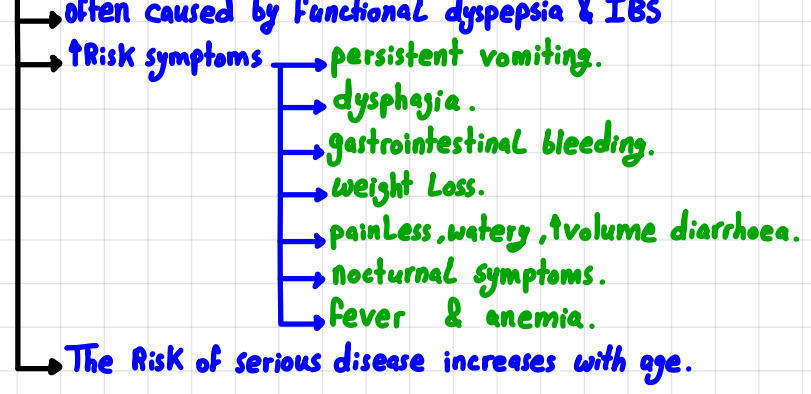 often caused by Functional dyspepsia & IBS
↑Risk symptoms persistent vomiting.
dysphagia.
gastrointestinal bleeding.
weight Loss.
painLess, watery, ↑volume diarrhoea.
nocturnal symptoms.
fever & anemia.
The Risk of serious disease increases with age.